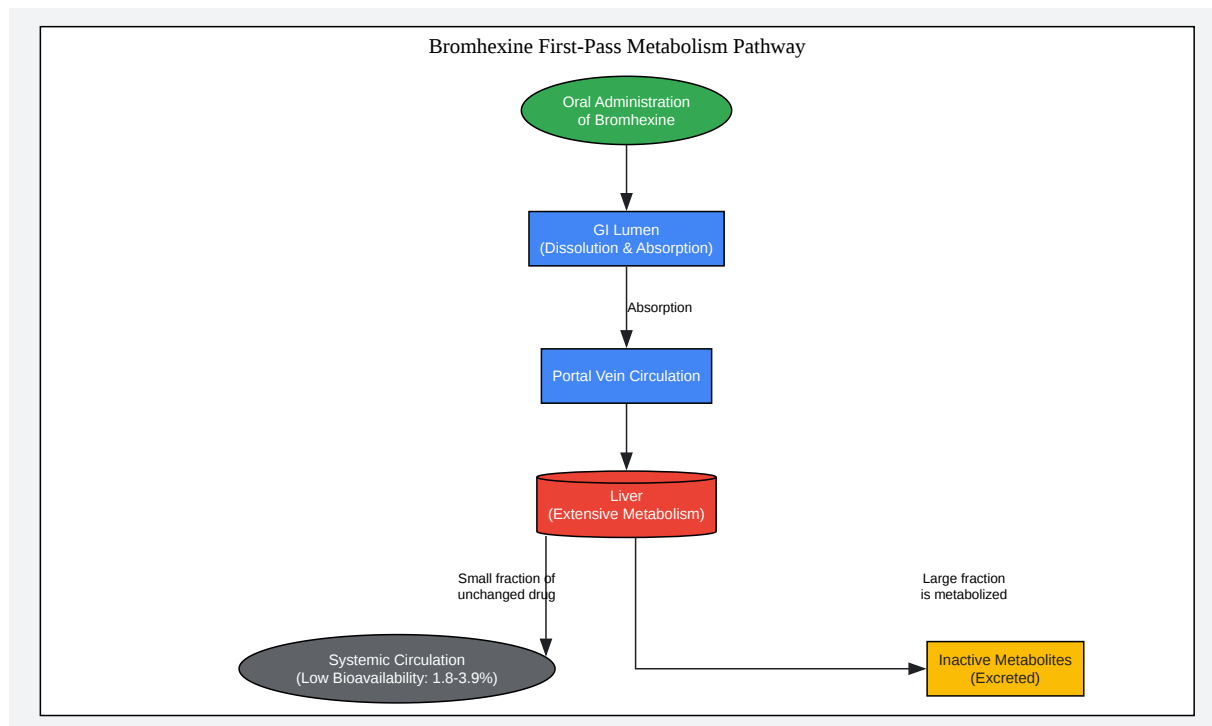 Bromhexine First-Pass Metabolism Pathway
Oral Administration
of Bromhexine
GI Lumen
(Dissolution & Absorption)
Absorption
Portal Vein Circulation
Liver
(Extensive Metabolism)
Small fraction of
unchanged drug
Large fraction
is metabolized
Systemic Circulation
(Low Bioavailability: 1.8-3.9%)
Inactive Metabolites
(Excreted)